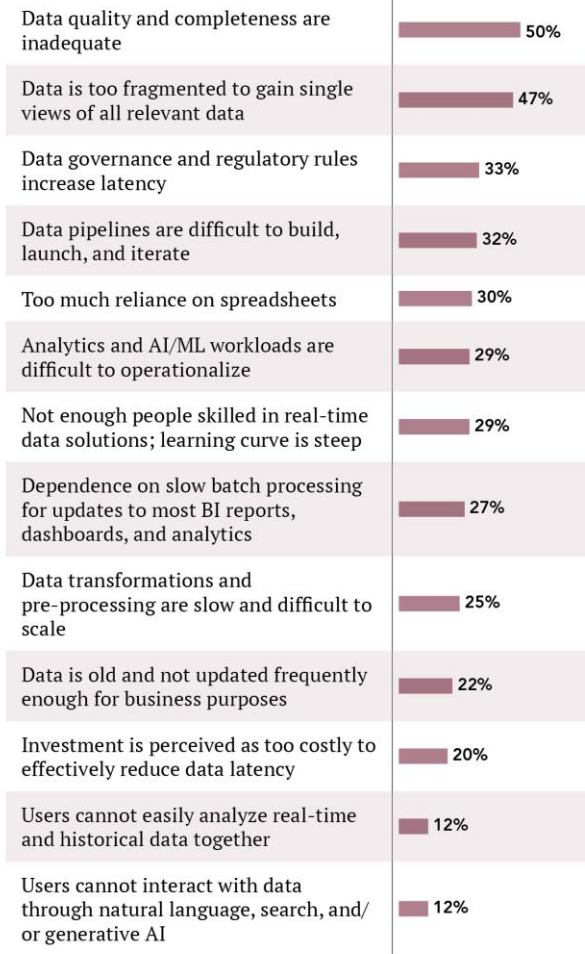 Data quality and completeness are
inadequate
50%
Data is too fragmented to gain single
views of all relevant data
47%
Data governance and regulatory rules
increase latency
33%
Data pipelines are difficult to build,
launch, and iterate
32%
Too much reliance on spreadsheets
30%
Analytics and AI/ML workloads are
difficult to operationalize
29%
Not enough people skilled in real-time
data solutions; learning curve is steep
29%
Dependence on slow batch processing
for updates to most BI reports,
dashboards, and analytics
27%
Data transformations and
pre-processing are slow and difficult to
scale
25%
Data is old and not updated frequently
enough for business purposes
22%
Investment is perceived as too costly to
effectively reduce data latency
20%
Users cannot easily analyze real-time
and historical data together
12%
Users cannot interact with data
through natural language, search, and/
or generative AI
12%